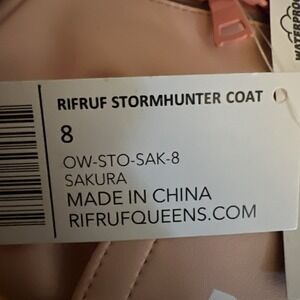 RIFRUF STORMHUNTER COAT
8
OW-STO-SAK-8
SAKURA
MADE IN CHINA
RIFRUFQUEENS.COM